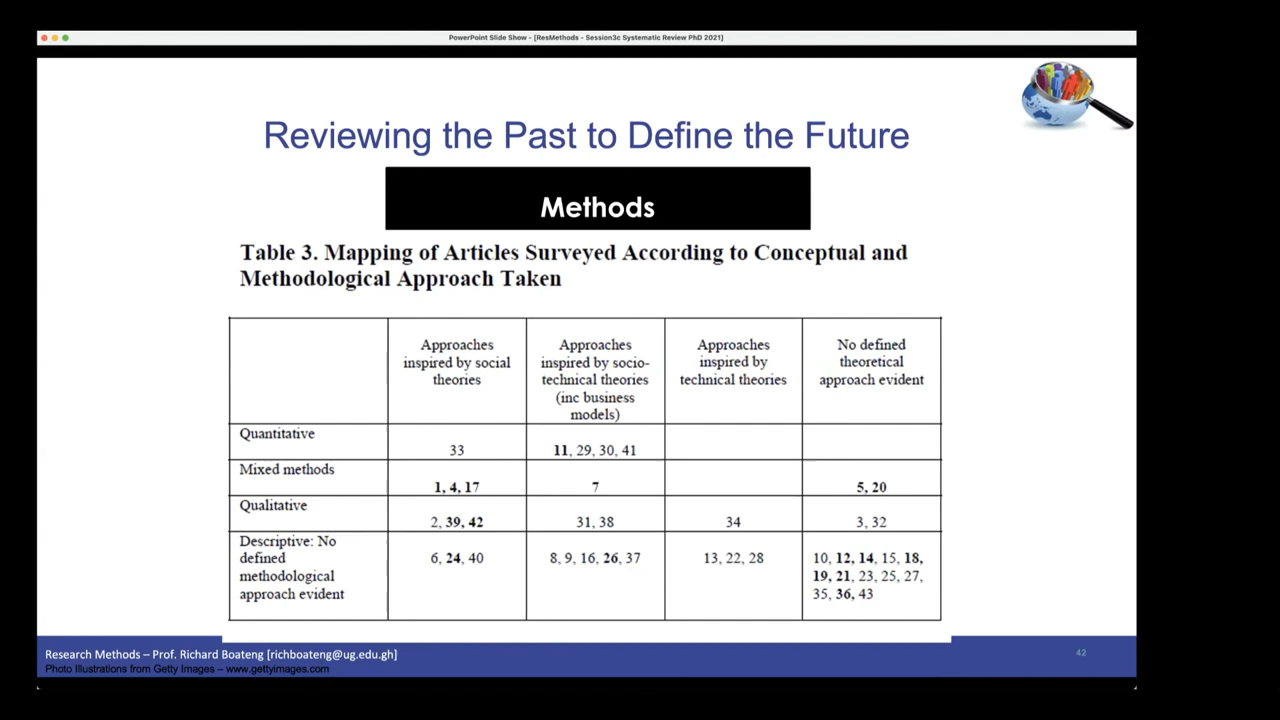 PowerPoint Slide Show - [ResMethods - Session3c Systematic Review PhD 2021]
Reviewing the Past to Define the Future
Methods
Table 3. Mapping of Articles Surveyed According to Conceptual and
Methodological Approach Taken
Approaches
inspired by social
theories
Approaches
inspired by socio-
technical theories
(inc business
models)
Approaches
inspired by
technical theories
No defined
theoretical
approach evident
Quantitative
33
11, 29, 30, 41
Mixed methods
1, 4, 17
7
5, 20
Qualitative
2, 39, 42
31, 38
34
3, 32
Descriptive: No
defined
methodological
approach evident
6, 24, 40
8, 9, 16, 26, 37
13, 22, 28
10, 12, 14, 15, 18,
19, 21, 23, 25, 27,
35, 36, 43
Research Methods – Prof. Richard Boateng [richboateng@ug.edu.gh]
Photo Illustrations from Getty Images – www.gettyimages.com
42